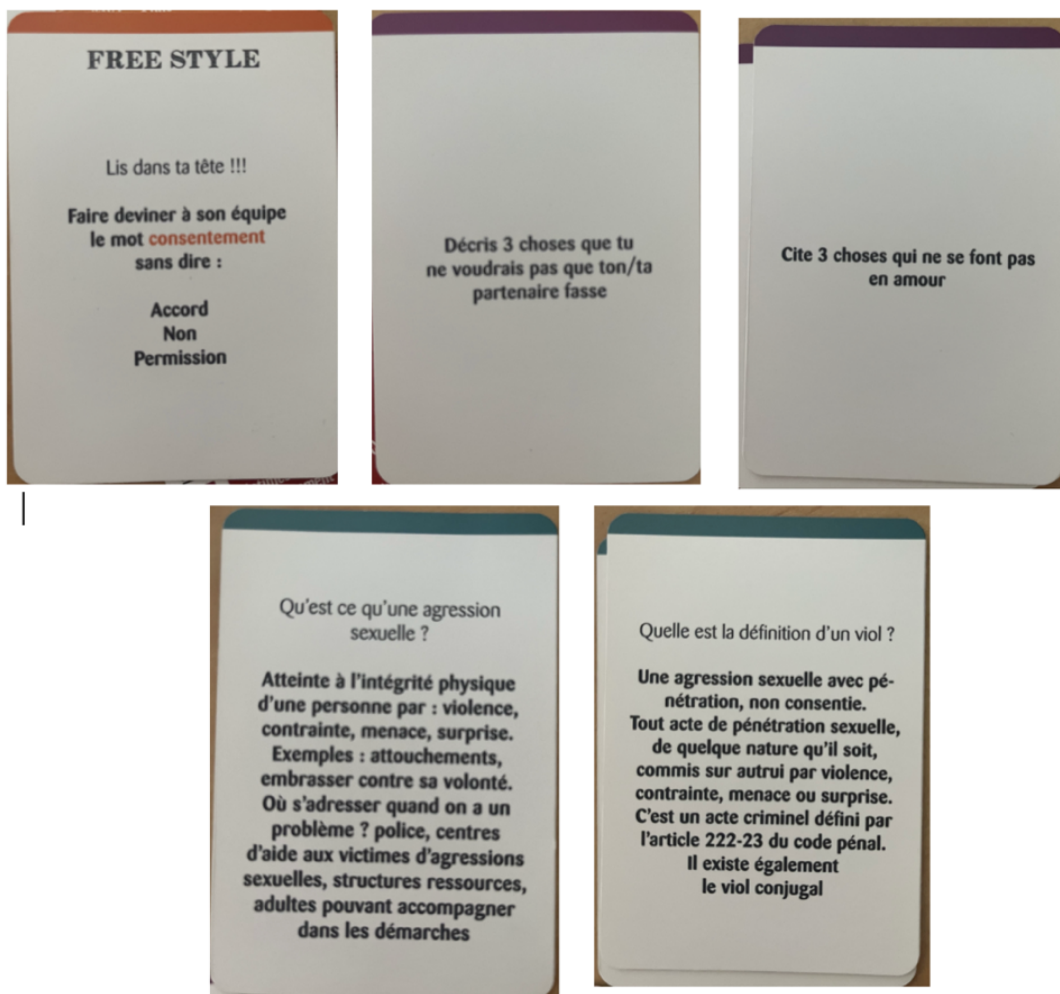 FREE STYLE
Lis dans ta tête !!!
Faire deviner à son équipe
le mot consentement
sans dire :
Accord
Non
Permission
Décris 3 choses que tu
ne voudrais pas que ton/ta
partenaire fasse
Cite 3 choses qui ne se font pas
en amour
Qu'est ce qu'une agression
sexuelle ?
Atteinte à l'intégrité physique
d'une personne par : violence,
contrainte, menace, surprise.
Exemples : attouchements,
embrasser contre sa volonté.
Où s'adresser quand on a un
problème ? police, centres
d'aide aux victimes d'agressions
sexuelles, structures ressources,
adultes pouvant accompagner
dans les démarches
Quelle est la définition d'un viol ?
Une agression sexuelle avec pé-
nétration, non consentie.
Tout acte de pénétration sexuelle,
de quelque nature qu'il soit,
commis sur autrui par violence,
contrainte, menace ou surprise.
C'est un acte criminel défini par
l'article 222-23 du code pénal.
Il existe également
le viol conjugal